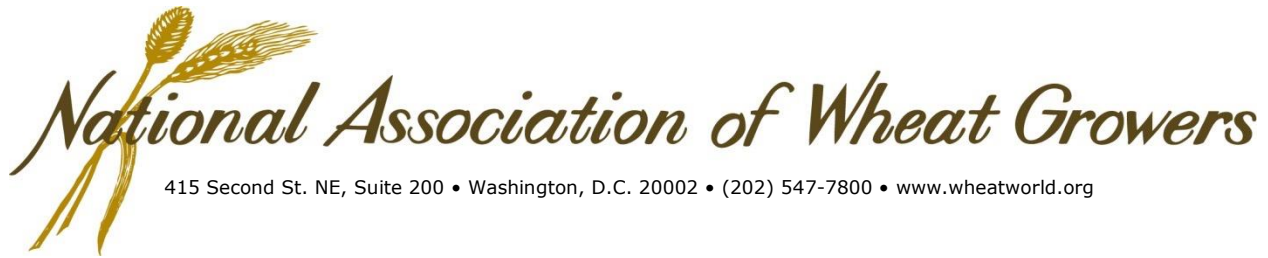 National Association of Wheat Growers
415 Second St. NE, Suite 200 • Washington, D.C. 20002 • (202) 547-7800 • www.wheatworld.org